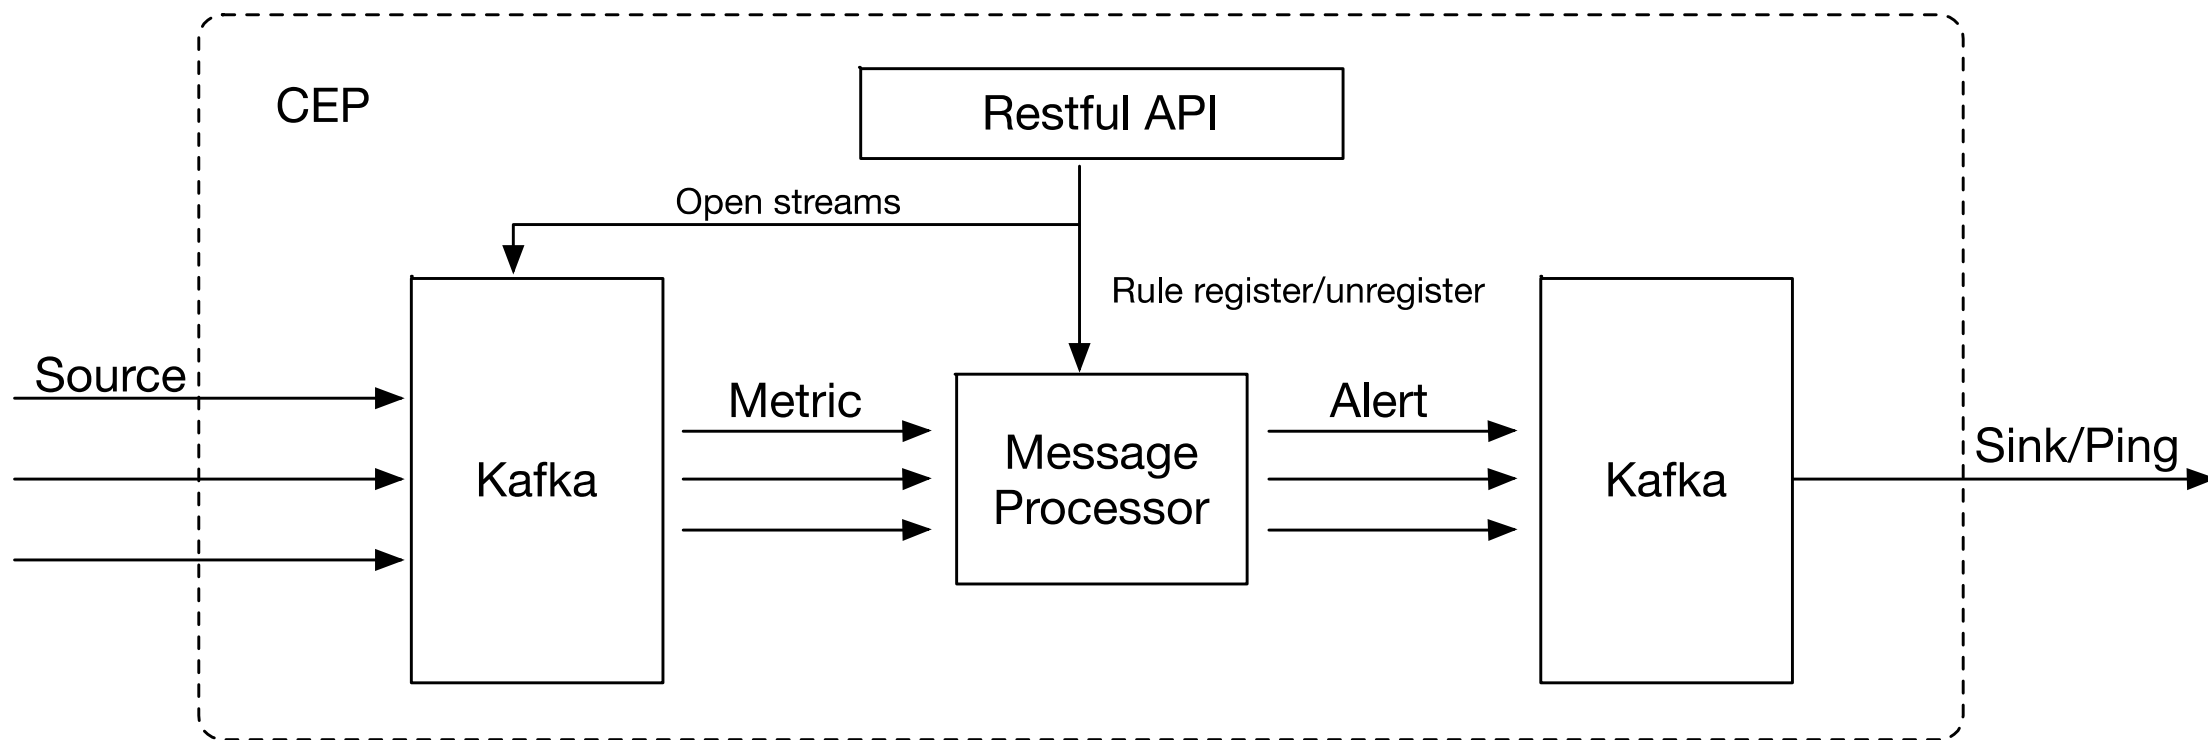 CEP
Restful API
Open streams
Rule register/unregister
Source
Metric
Alert
Kafka
Message
Processor
Kafka
Sink/Ping